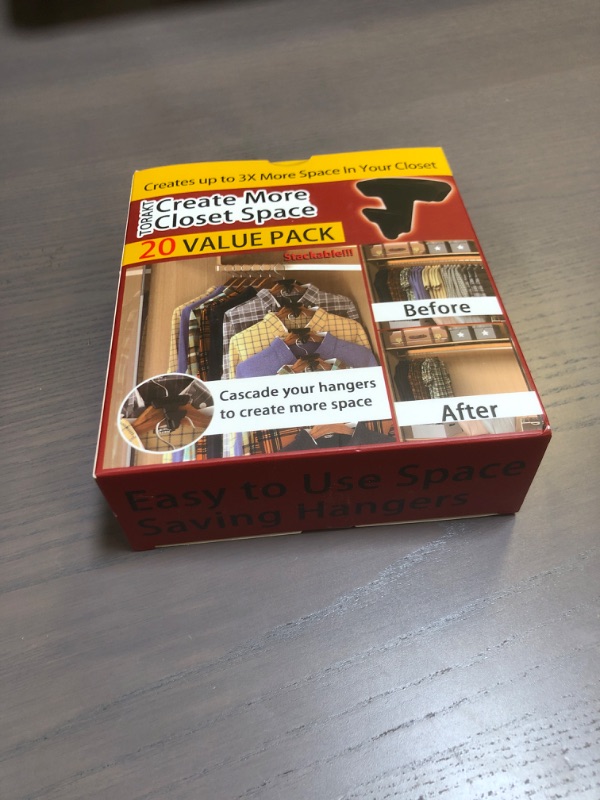 Creates up to 3X More Space In Your Closet
TORAKT
Create More
Closet Space
20 VALUE PACK
Stackable!!!
Before
Cascade your hangers
to create more space
After
Easy to Use Space
Saving Hangers